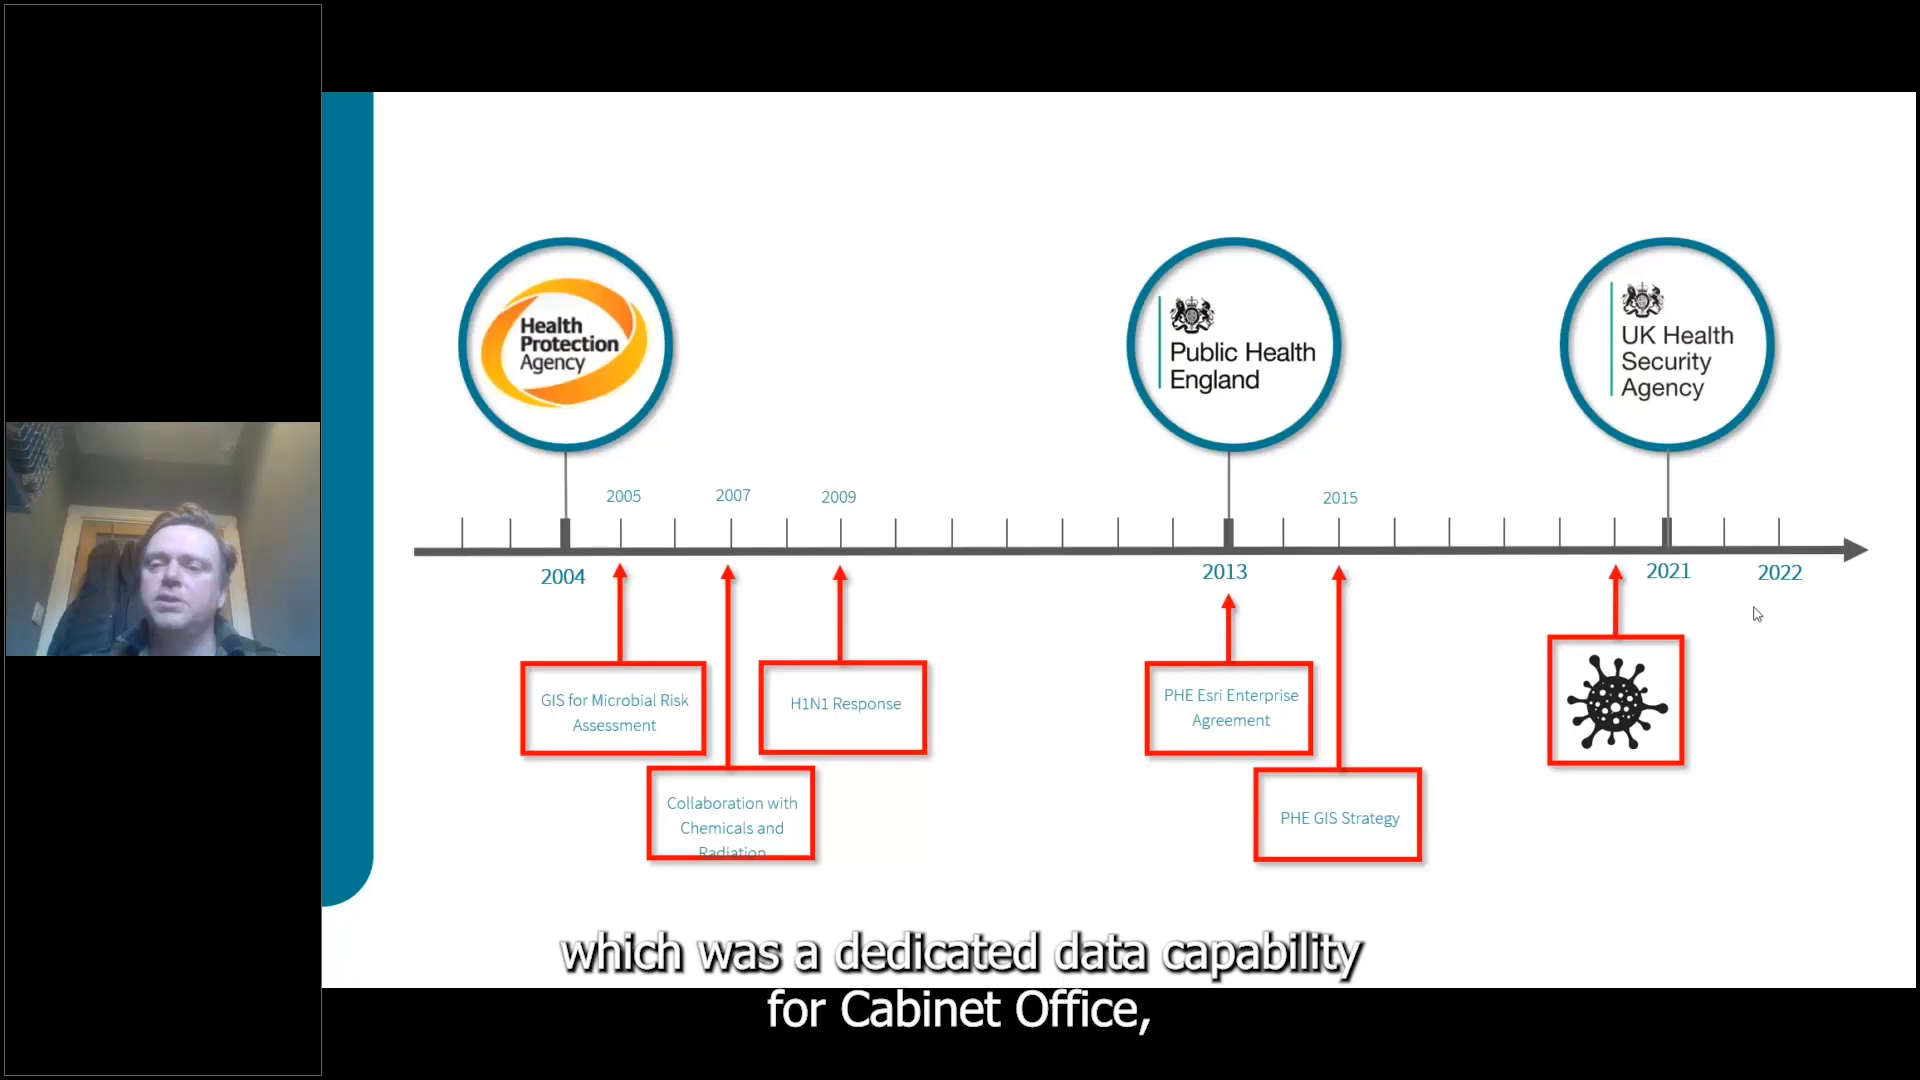 Health
Protection
Agency
Public Health
England
UK Health
Security
Agency
2005
2007
2009
2015
2004
2013
2021
2022
GIS for Microbial Risk
Assessment
H1N1 Response
PHE Esri Enterprise
Agreement
Collaboration with
Chemicals and
Radiation
PHE GIS Strategy
which was a dedicated data capability
for Cabinet Office,